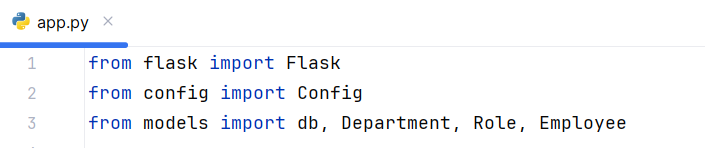 app.py
1 from flask import Flask
2 from config import Config
3 from models import db, Department, Role, Employee